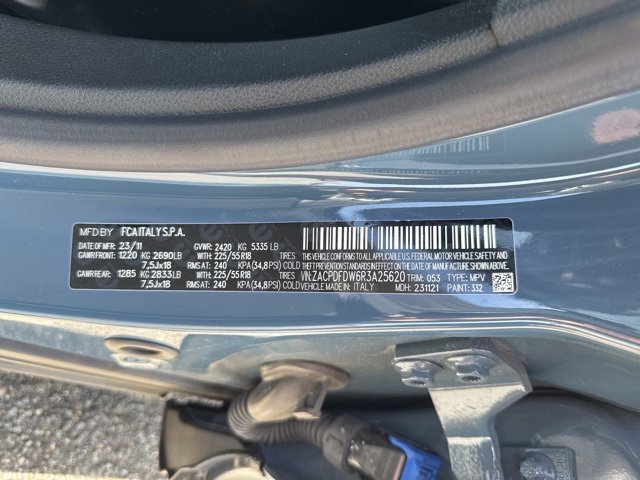 MFD BY FCA ITALY S.P.A.
DATE OF MFR 23/11 GVWR: 2420 KG 5335 LB
GAWR FRONT: 1220 KG 2690LB WITH 225/55R18 TIRES
7,5Jx18 RIMS AT: 240 KPA (34,8PSI) COLD
GAWR REAR: 1285 KG 2833LB WITH 225/55R18 TIRES
7,5Jx18 RIMS AT: 240 KPA (34,8PSI) COLD
THIS VEHICLE CONFORMS TO ALL APPLICABLE U.S. FEDERAL MOTOR
VEHICLE SAFETY, BUMPER, AND THEFT PREVENTION STANDARDS IN EFFECT
ON THE DATE OF MANUFACTURE SHOWN ABOVE.
VIN: ZACPDFDW6R3A25620 TRIM: 053 TYPE: MPV
VEHICLE MADE IN: ITALY MDH: 231121 PAINT: 332